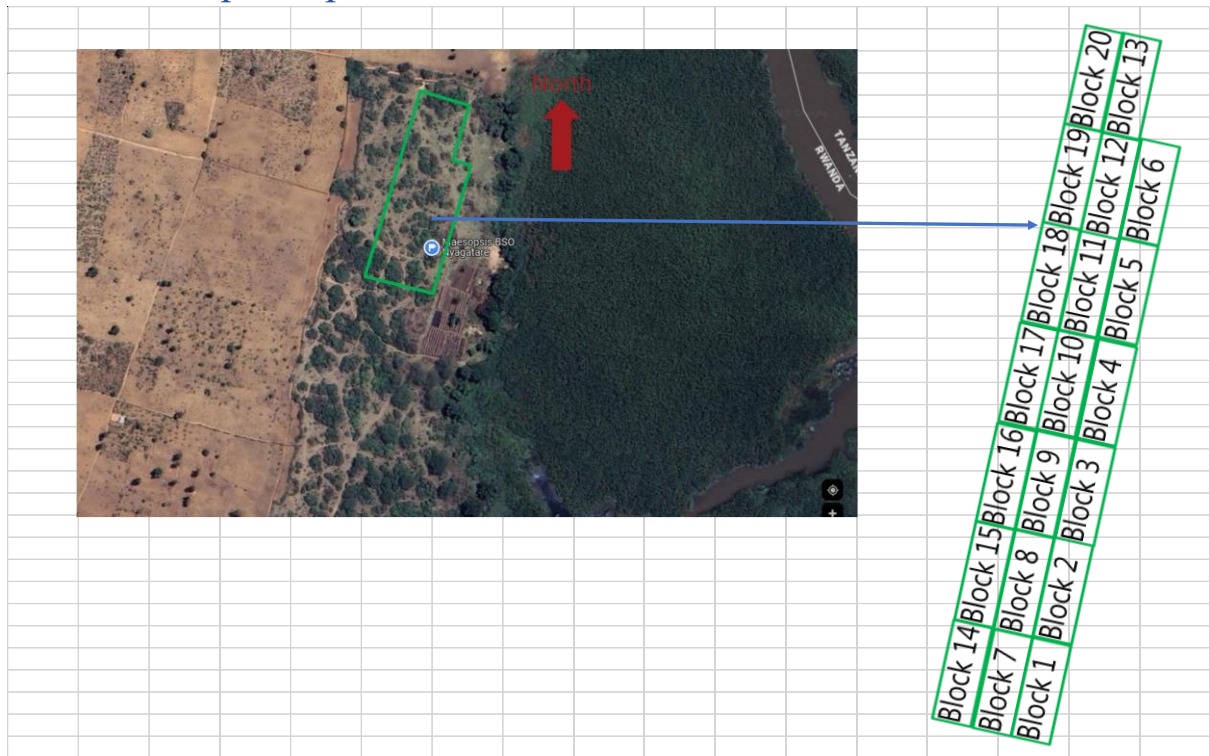 North
TANZAN
RWANDA
Maesopsis BSO
Nyagatare
+
Block 20
Block 13
Block 19
Block 12
Block 6
Block 18
Block 11
Block 5
Block 17
Block 10
Block 4
Block 16
Block 9
Block 3
Block 15
Block 8
Block 2
Block 14
Block 7
Block 1